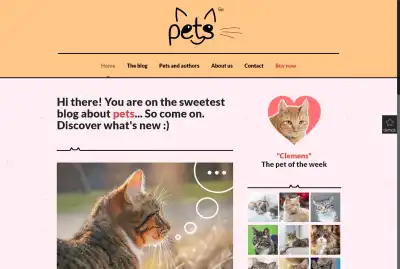 pets
Home The blog Pets and authors About us Contact Buy now
Hi there! You are on the sweetest
blog about pets... So come on.
Discover what's new :)
"Clemens"
The pet of the week